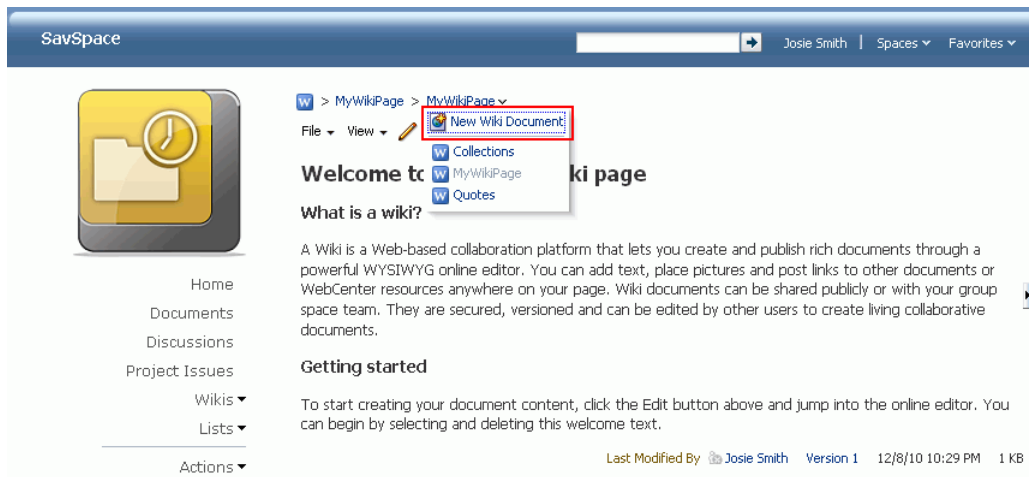 SavSpace
Josie Smith | Spaces Favorites
W > MyWikiPage > MyWikiPage
File View
New Wiki Document
W Collections
W MyWikiPage
W Quotes
Welcome to ki page
What is a wiki?
A Wiki is a Web-based collaboration platform that lets you create and publish rich documents through a
powerful WYSIWYG online editor. You can add text, place pictures and post links to other documents or
WebCenter resources anywhere on your page. Wiki documents can be shared publicly or with your group
space team. They are secured, versioned and can be edited by other users to create living collaborative
documents.
Getting started
To start creating your document content, click the Edit button above and jump into the online editor. You
can begin by selecting and deleting this welcome text.
Last Modified By Josie Smith Version 1 12/8/10 10:29 PM 1 KB
Home
Documents
Discussions
Project Issues
Wikis
Lists
Actions